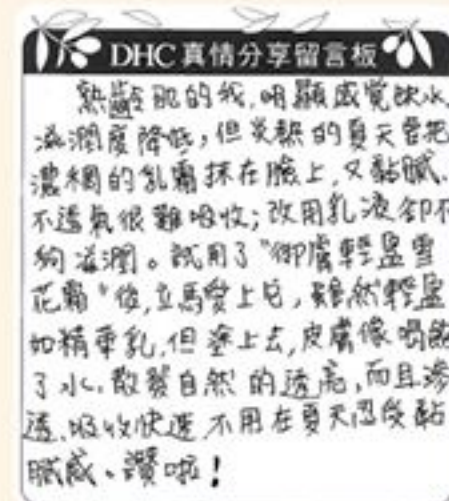 DHC 真情分享留言板
熟齡肌的我,明顯感覺缺水,
滋潤度降低,但炎熱的夏天要把
濃稠的乳霜抹在臉上,又黏膩、
不透氣很難吸收;改用乳液卻不
夠滋潤。試用了“御膚輕盈雪
花霜”後,立馬愛上它,雖然輕盈
如精華乳,但塗上去,皮膚像喝飽
了水,散發自然的透亮,而且滲
透、吸收快速 不用在夏天忍受黏
膩感、讚啦!